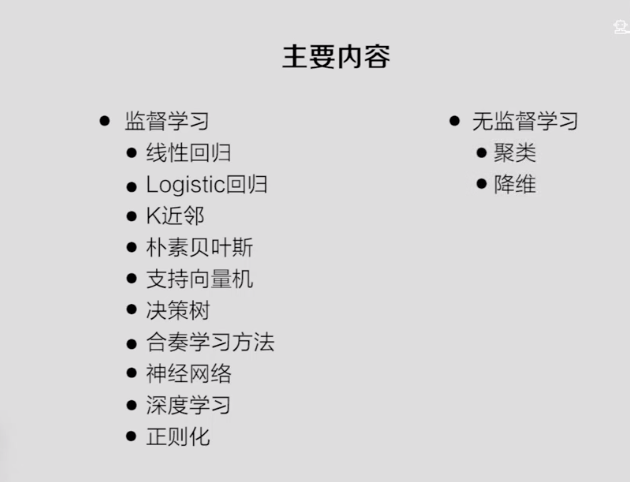 主要内容
监督学习
线性回归
Logistic回归
K近邻
朴素贝叶斯
支持向量机
决策树
合奏学习方法
神经网络
深度学习
正则化
无监督学习
聚类
降维